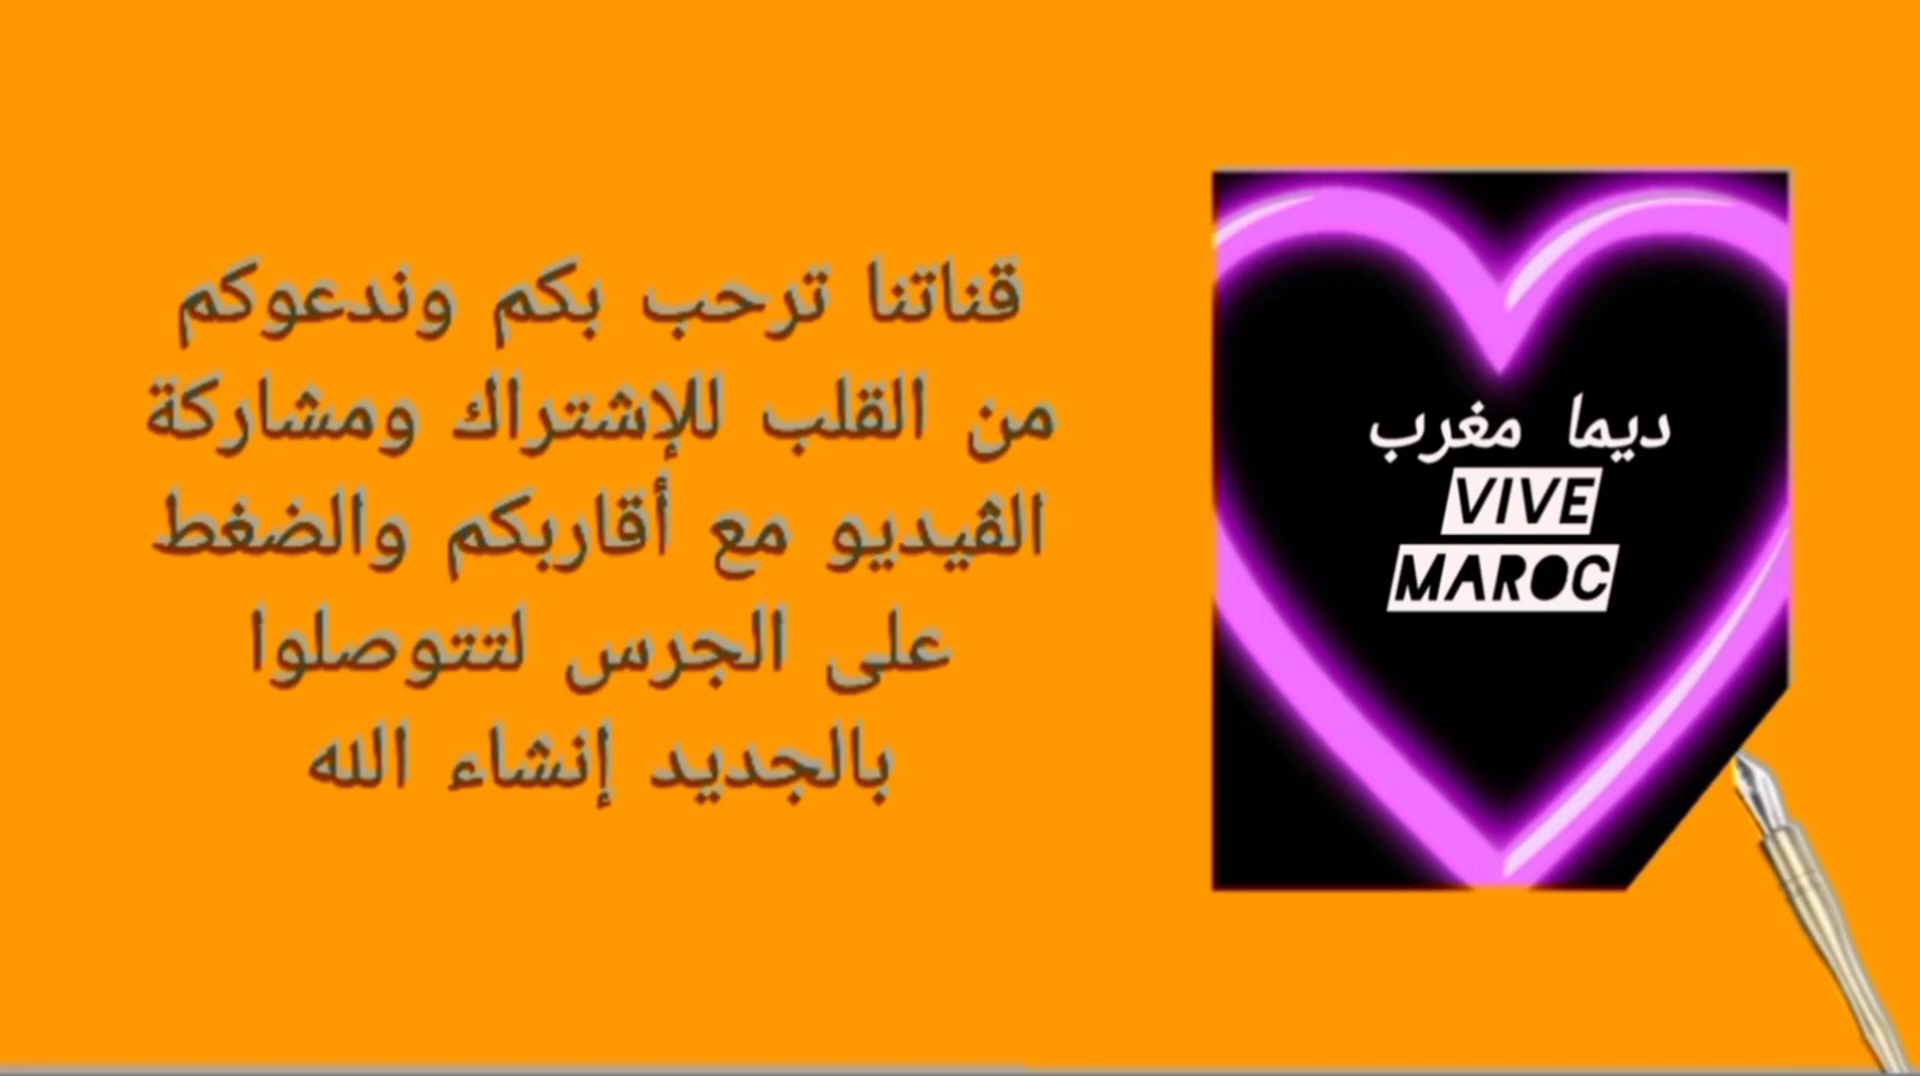 قناتنا ترحب بكم وندعوكم
من القلب للإشتراك ومشاركة
الڤيديو مع أقاربكم والضغط
على الجرس لتتوصلوا
بالجديد إنشاء الله
ديما مغرب
VIVE
MAROC